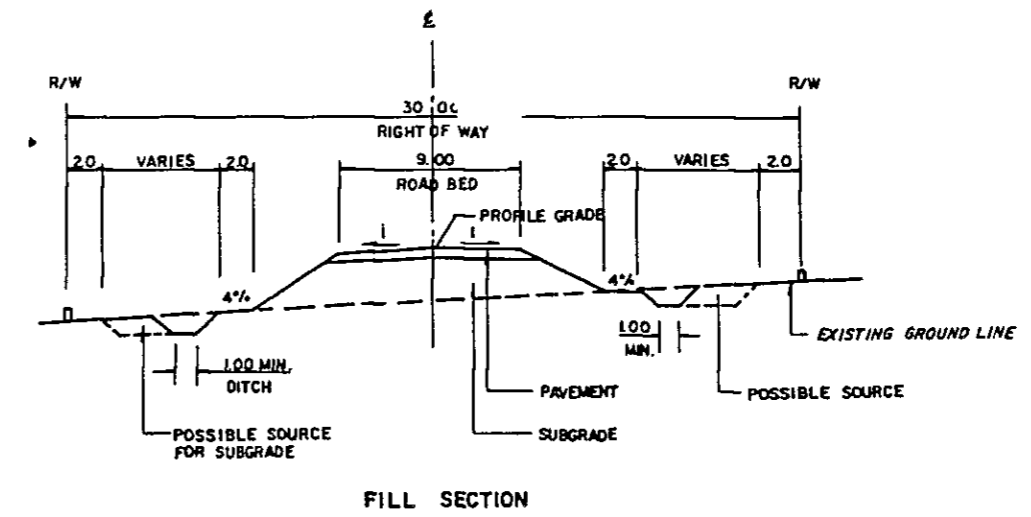 ℄
R/W
R/W
30.00
RIGHT OF WAY
2.0 VARIES 2.0
9.00
ROAD BED
2.0 VARIES 2.0
PROFILE GRADE
4%
4%
1.00 MIN.
DITCH
1.00
MIN.
EXISTING GROUND LINE
PAVEMENT
POSSIBLE SOURCE
POSSIBLE SOURCE
FOR SUBGRADE
SUBGRADE
FILL SECTION